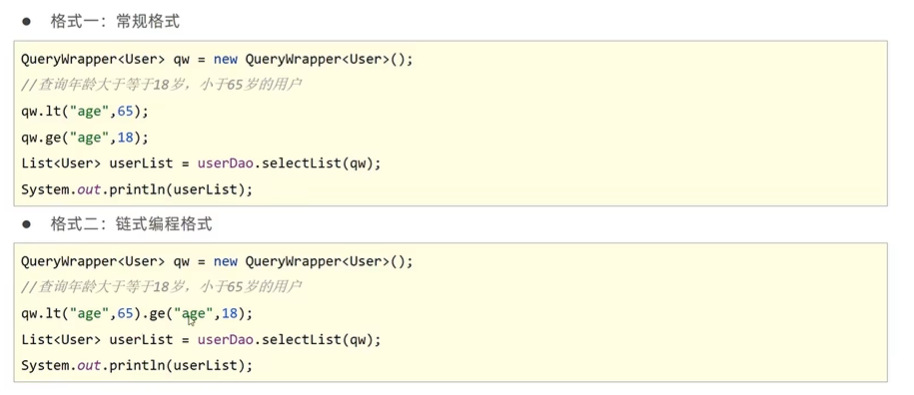 ● 格式一：常规格式
QueryWrapper<User> qw = new QueryWrapper<User>();
//查询年龄大于等于18岁，小于65岁的用户
qw.lt("age",65);
qw.ge("age",18);
List<User> userList = userDao.selectList(qw);
System.out.println(userList);
● 格式二：链式编程格式
QueryWrapper<User> qw = new QueryWrapper<User>();
//查询年龄大于等于18岁，小于65岁的用户
qw.lt("age",65).ge("age",18);
List<User> userList = userDao.selectList(qw);
System.out.println(userList);